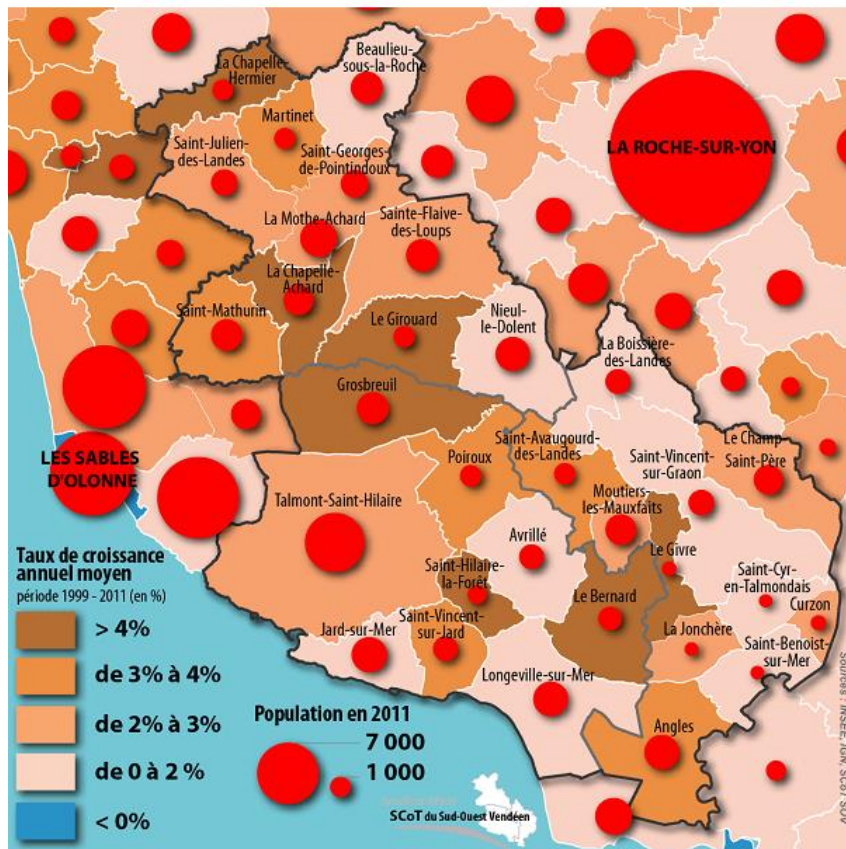 La Chapelle-
Hermier
Beaulieu-
sous-la-Roche
Martinet
LA ROCHE-SUR-YON
Saint-Julien-
des-Landes
Saint-Georges-
de-Pointindoux
La Mothe-Achard
Sainte-Flaive-
des-Loups
La Chapelle-
Achard
Saint-Mathurin
Le Girouard
Nieul-
le-Dolent
La Boissière-
des-Landes
Grosbreuil
Saint-Avaugourd-
des-Landes
Le Champ-
Saint-Père
Poiroux
Saint-Vincent-
sur-Graon
LES SABLES
D'OLONNE
Talmont-Saint-Hilaire
Moutiers-
les-Mauxfaits
Avrillé
Le Givre
Saint-Hilaire-
la-Forêt
Saint-Cyr-
en-Talmondais
Le Bernard
Curzon
Jard-sur-Mer
Saint-Vincent-
sur-Jard
La Jonchère
Saint-Benoist-
sur-Mer
Longeville-sur-Mer
Angles
Taux de croissance
annuel moyen
période 1999 - 2011 (en %)
> 4%
de 3% à 4%
de 2% à 3%
de 0 à 2 %
< 0%
Population en 2011
7 000
1 000
SCoT du Sud-Ouest Vendéen
Sources : INSEE, IGN, SCoT SOV